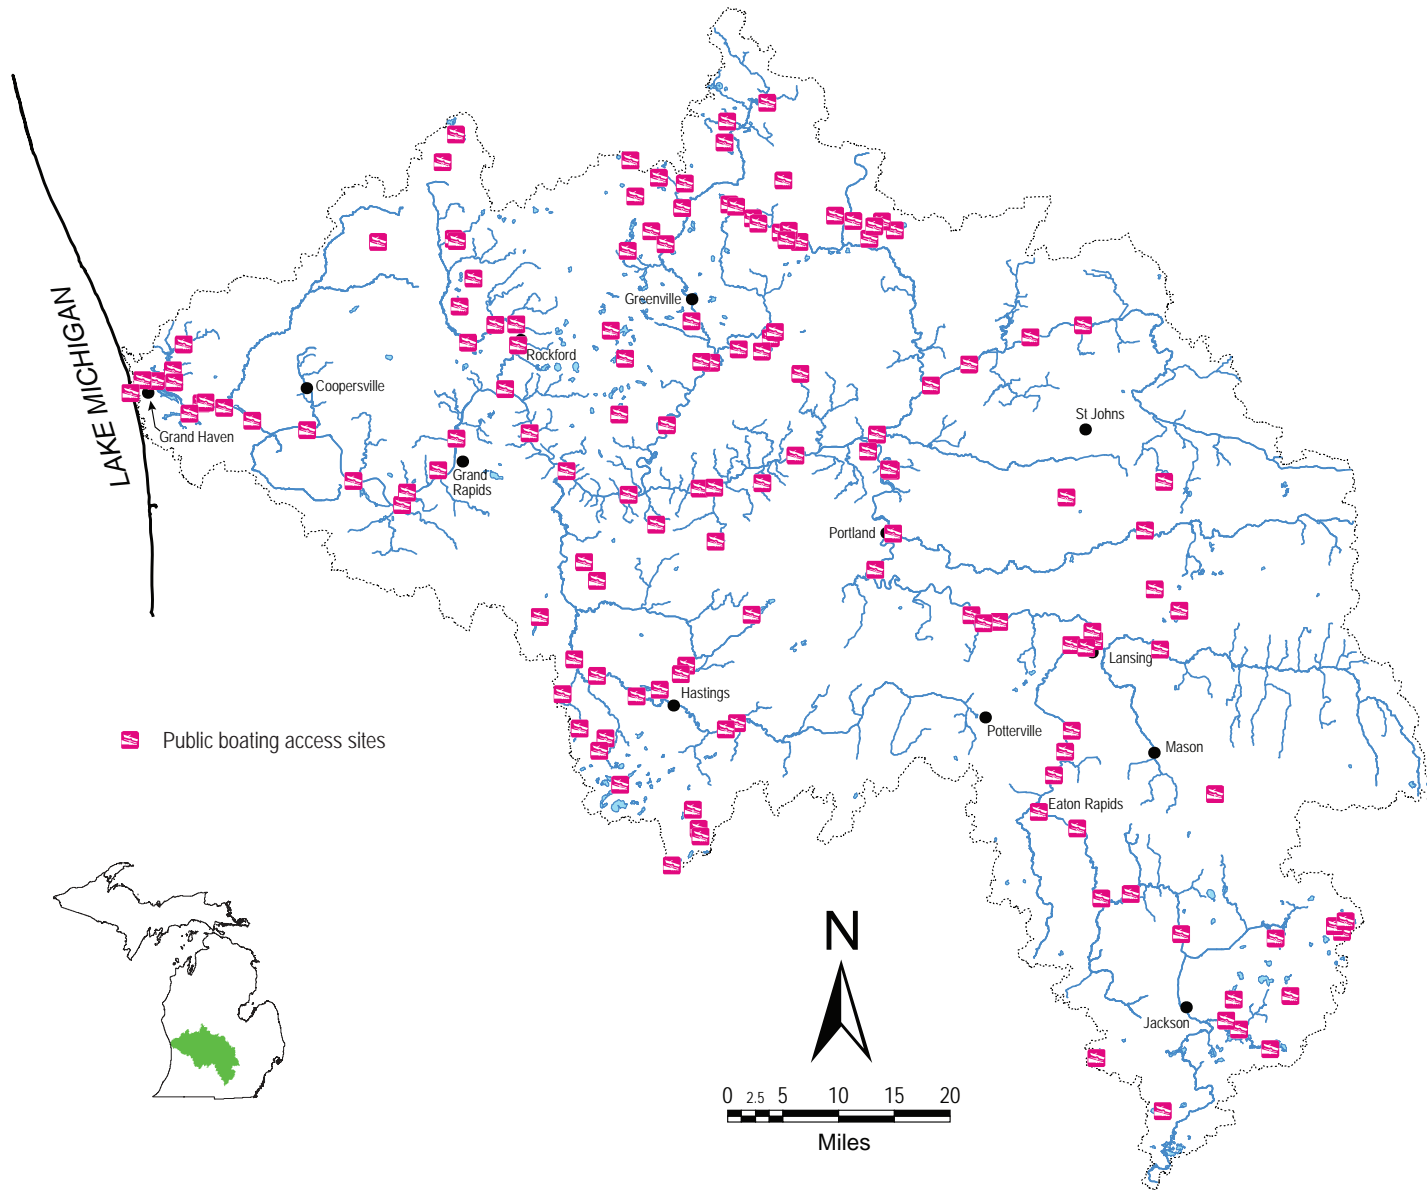 LAKE MICHIGAN
Greenville
Rockford
Coopersville
Grand Haven
St Johns
Grand
Rapids
Portland
Lansing
Hastings
Potterville
Public boating access sites
Mason
Eaton Rapids
N
Jackson
0 2.5 5 10 15 20
Miles